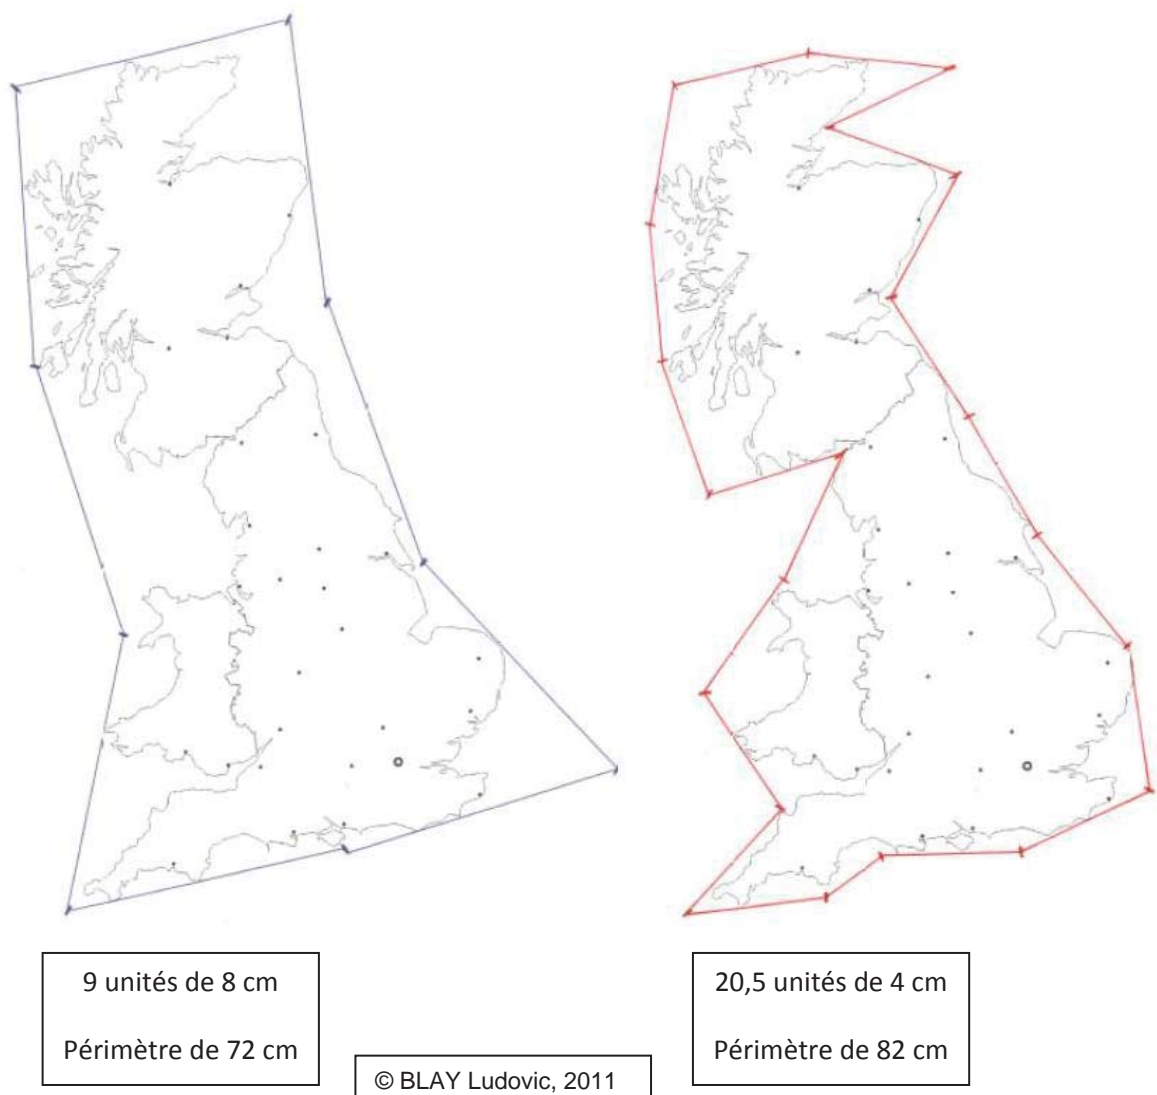 9 unités de 8 cm
Périmètre de 72 cm
20,5 unités de 4 cm
Périmètre de 82 cm
© BLAY Ludovic, 2011